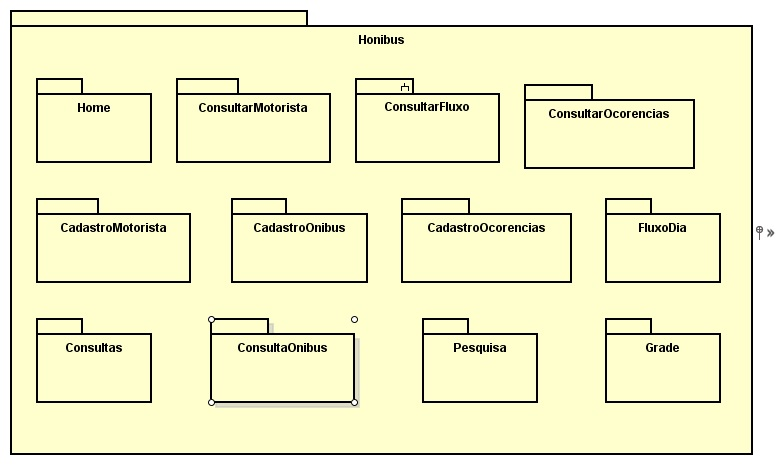 Honibus
Home
ConsultarMotorista
ConsultarFluxo
ConsultarOcorencias
CadastroMotorista
CadastroOnibus
CadastroOcorencias
FluxoDia
Consultas
ConsultaOnibus
Pesquisa
Grade